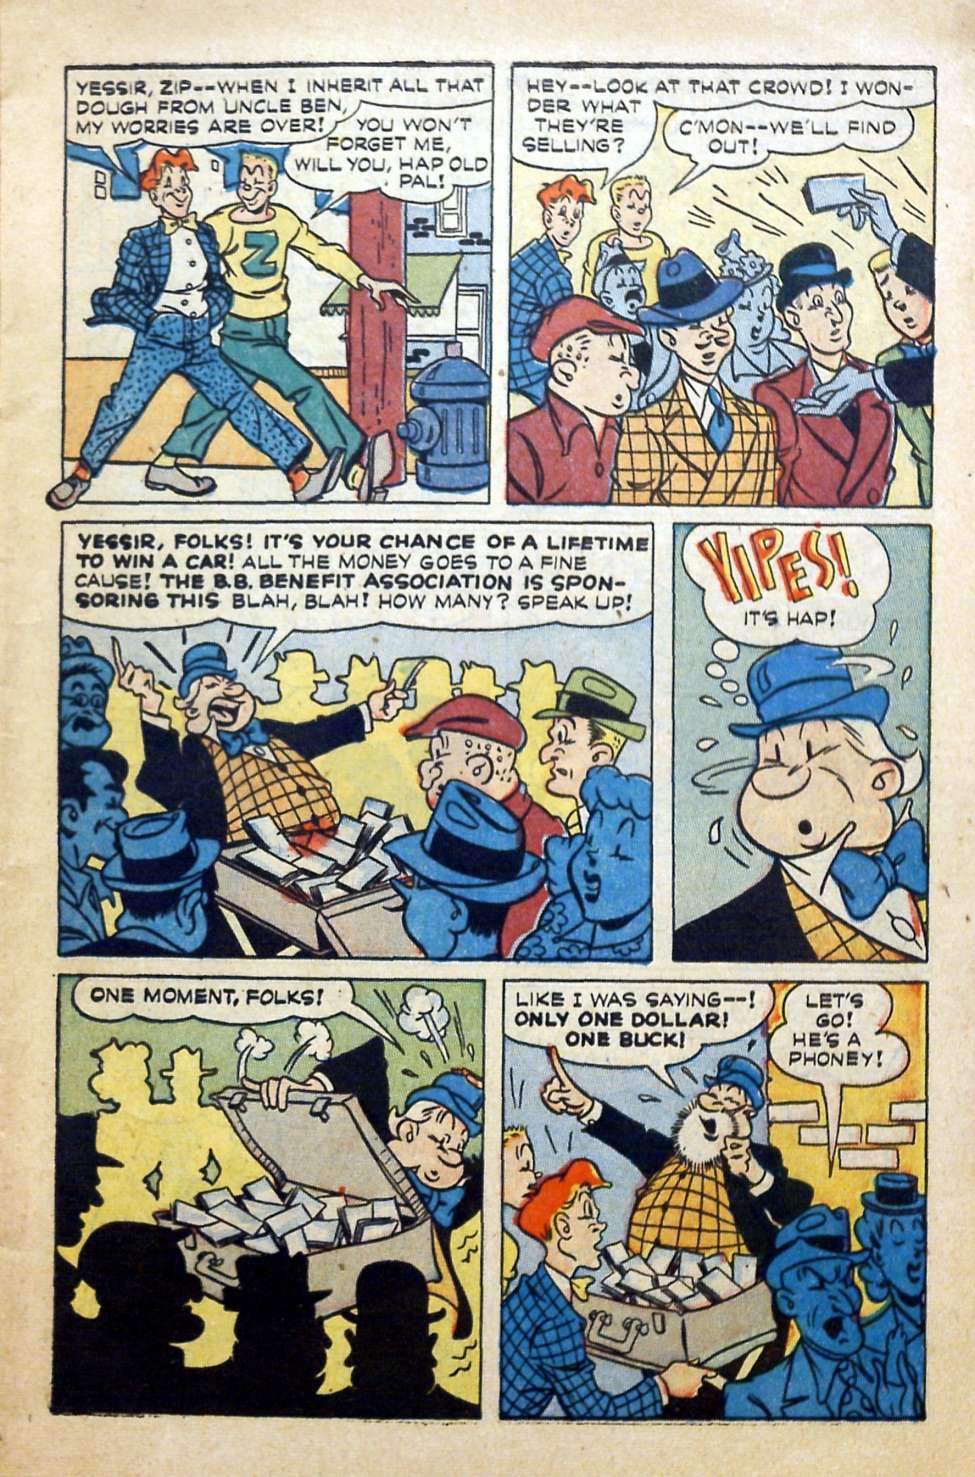 YESSIR, ZIP--WHEN I INHERIT ALL THAT
DOUGH FROM UNCLE BEN,
MY WORRIES ARE OVER!
YOU WON'T
FORGET ME,
WILL YOU, HAP OLD
PAL!
Z
HEY--LOOK AT THAT CROWD! I WON-
DER WHAT
THEY'RE
SELLING?
C'MON--WE'LL FIND
OUT!
YESSIR, FOLKS! IT'S YOUR CHANCE OF A LIFETIME
TO WIN A CAR! ALL THE MONEY GOES TO A FINE
CAUSE! THE B.B. BENEFIT ASSOCIATION IS SPON-
SORING THIS BLAH, BLAH! HOW MANY? SPEAK UP!
YIPES!
IT'S HAP!
ONE MOMENT, FOLKS!
LIKE I WAS SAYING--!
ONLY ONE DOLLAR!
ONE BUCK!
LET'S
GO!
HE'S A
PHONEY!